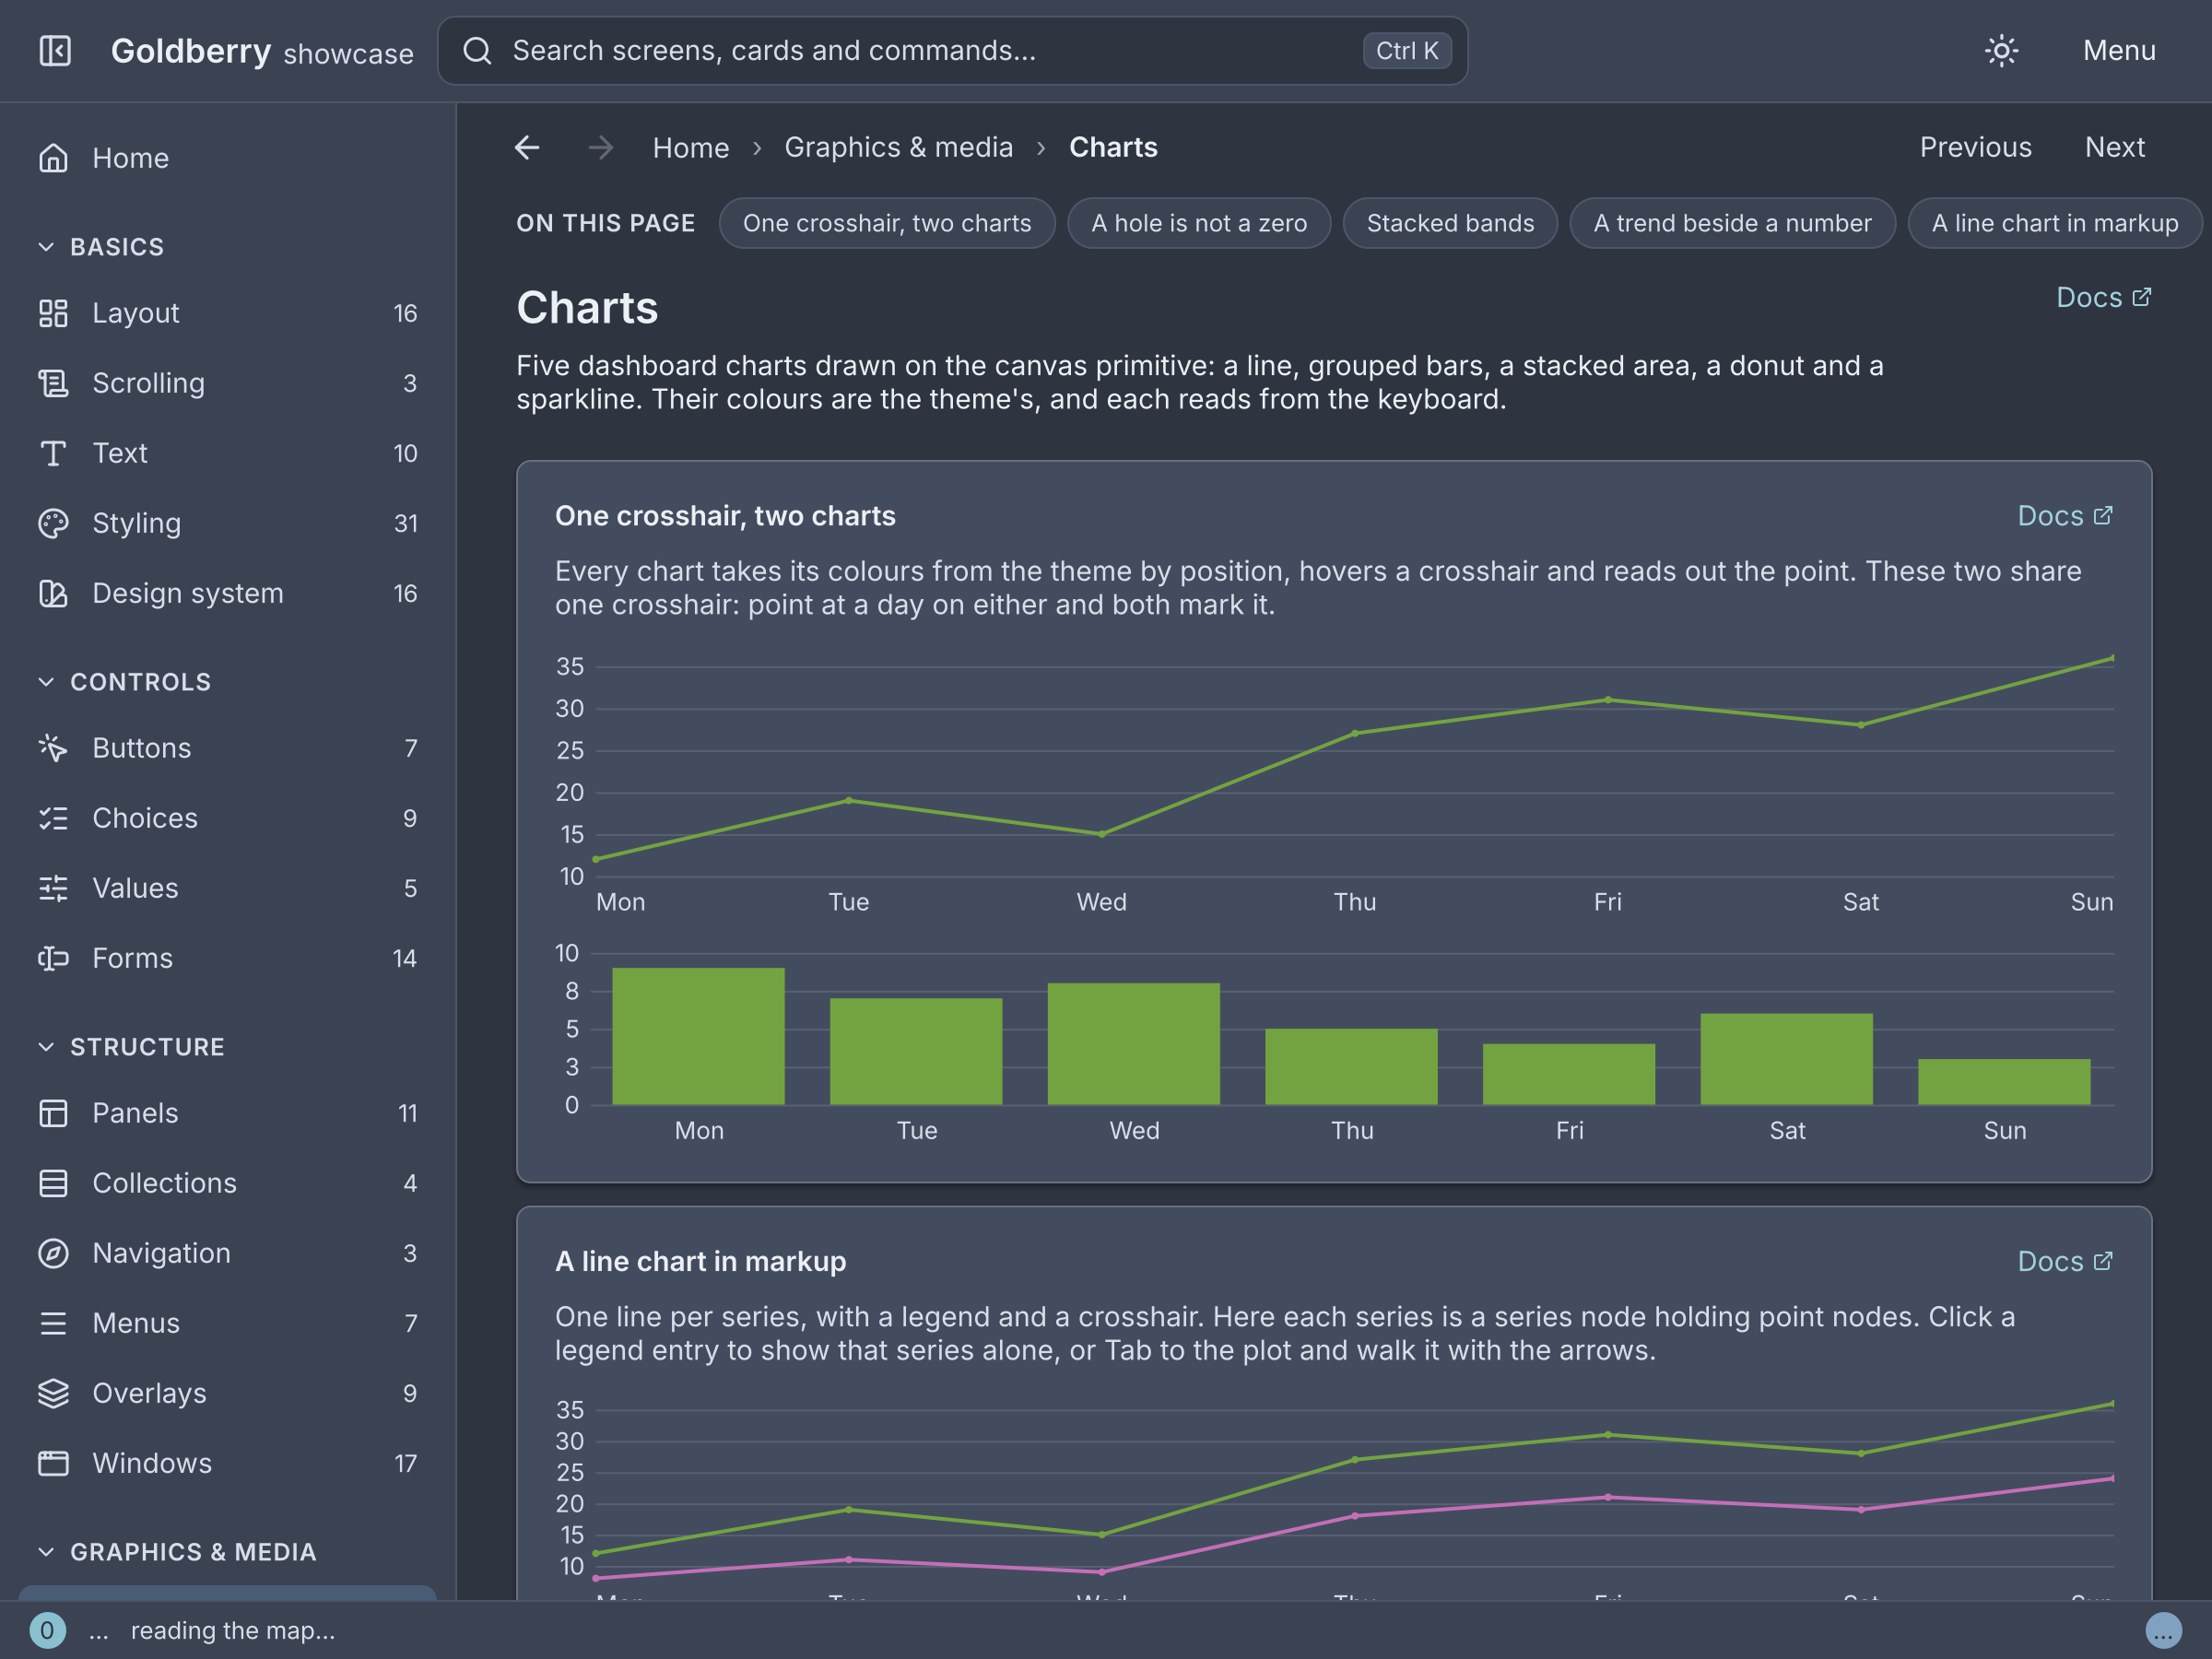 Goldberry showcase
Search screens, cards and commands...
Ctrl K
Menu
Home
BASICS
Layout 16
Scrolling 3
Text 10
Styling 31
Design system 16
CONTROLS
Buttons 7
Choices 9
Values 5
Forms 14
STRUCTURE
Panels 11
Collections 4
Navigation 3
Menus 7
Overlays 9
Windows 17
GRAPHICS & MEDIA
Home › Graphics & media › Charts
Previous
Next
ON THIS PAGE
One crosshair, two charts
A hole is not a zero
Stacked bands
A trend beside a number
A line chart in markup
Charts
Docs
Five dashboard charts drawn on the canvas primitive: a line, grouped bars, a stacked area, a donut and a
sparkline. Their colours are the theme's, and each reads from the keyboard.
One crosshair, two charts
Docs
Every chart takes its colours from the theme by position, hovers a crosshair and reads out the point. These two share
one crosshair: point at a day on either and both mark it.
35
30
25
20
15
10
Mon Tue Wed Thu Fri Sat Sun
10
8
5
3
0
Mon Tue Wed Thu Fri Sat Sun
A line chart in markup
Docs
One line per series, with a legend and a crosshair. Here each series is a series node holding point nodes. Click a
legend entry to show that series alone, or Tab to the plot and walk it with the arrows.
35
30
25
20
15
10
Mon Tue Wed Thu Fri Sat Sun
0 ... reading the map...
...